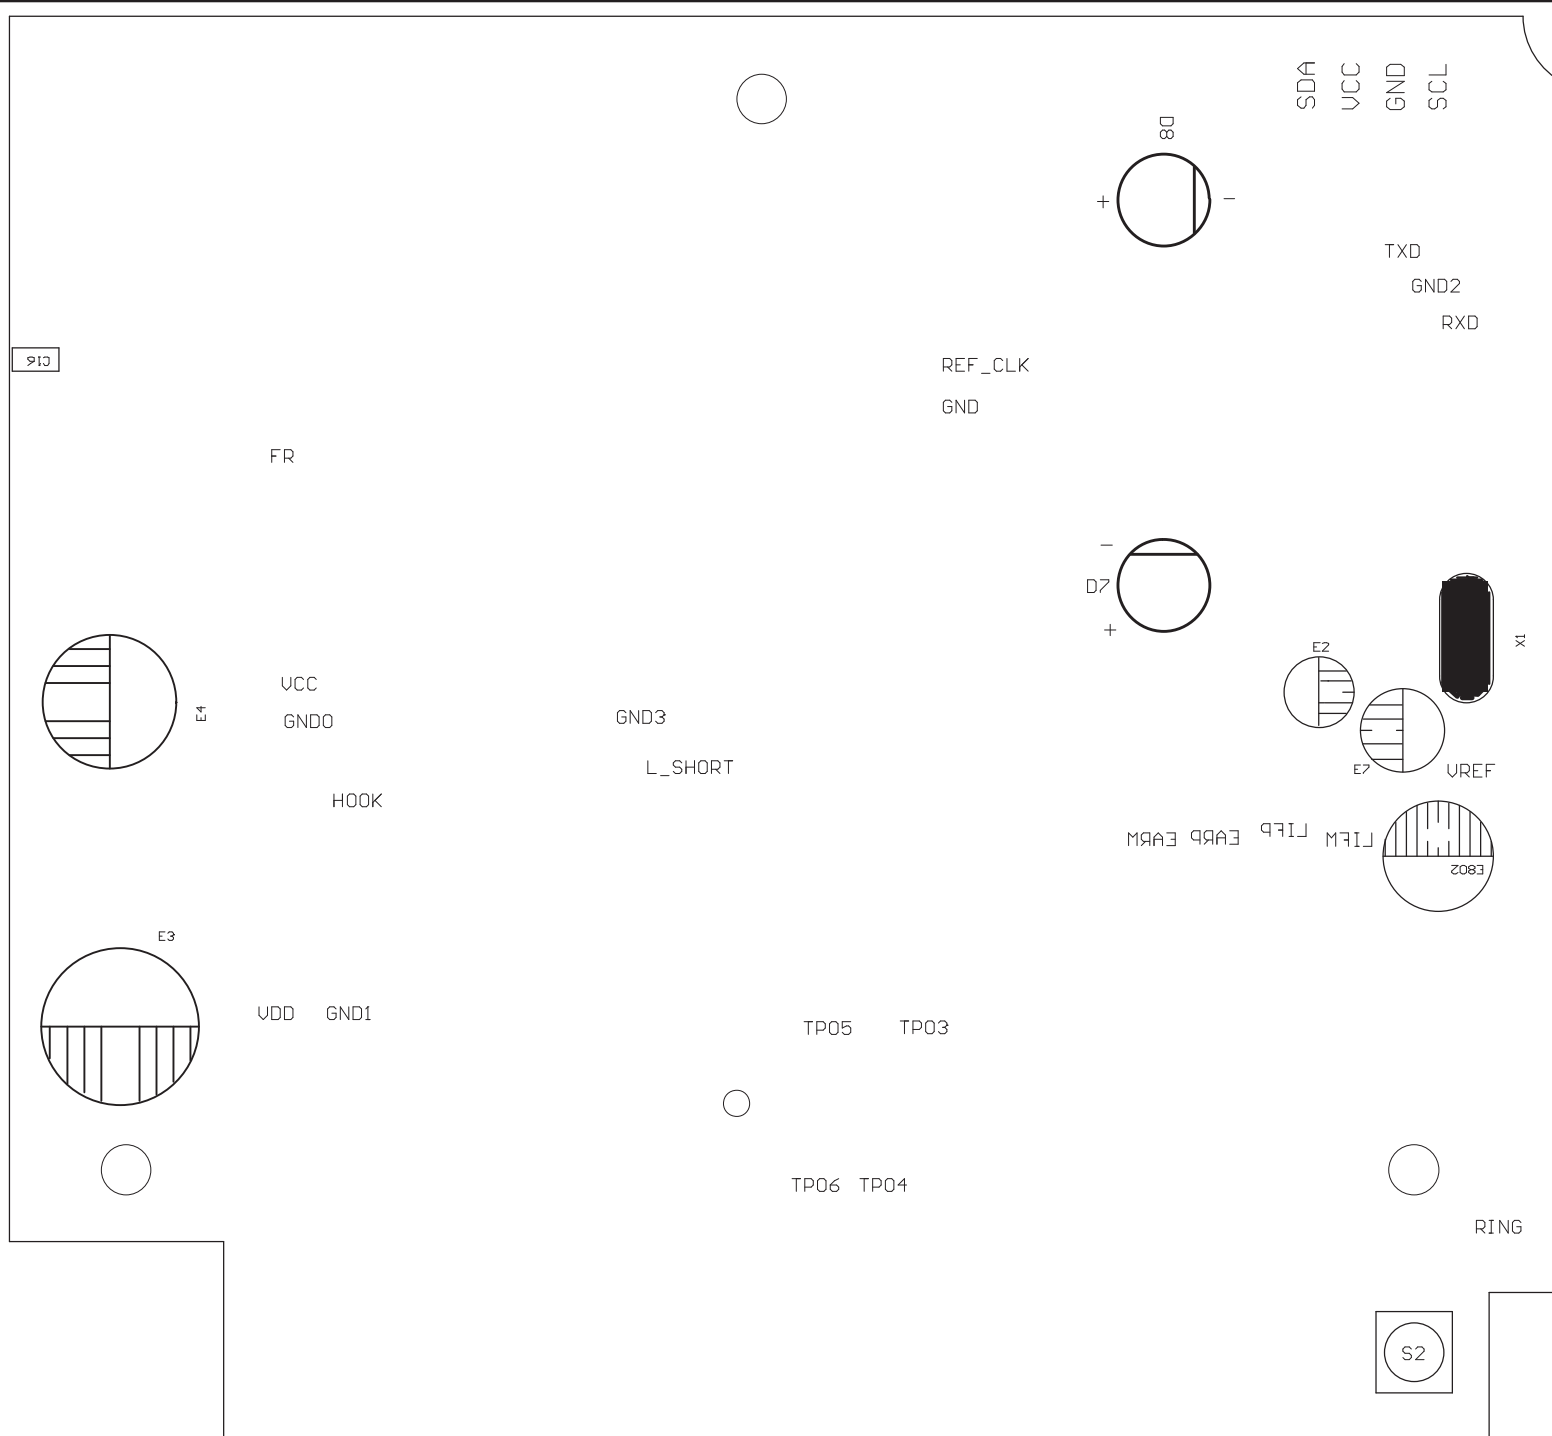 SDA
VCC
GND
SCL
D8
+
-
TXD
GND2
RXD
C16
REF_CLK
GND
FR
-
D7
+
E2
X1
VCC
E4
GND0
GND3
L_SHORT
E7
VREF
HOOK
EARM
EARP
LIFP
LIFM
E802
E3
VDD GND1
TP05 TP03
TP06 TP04
RING
S2